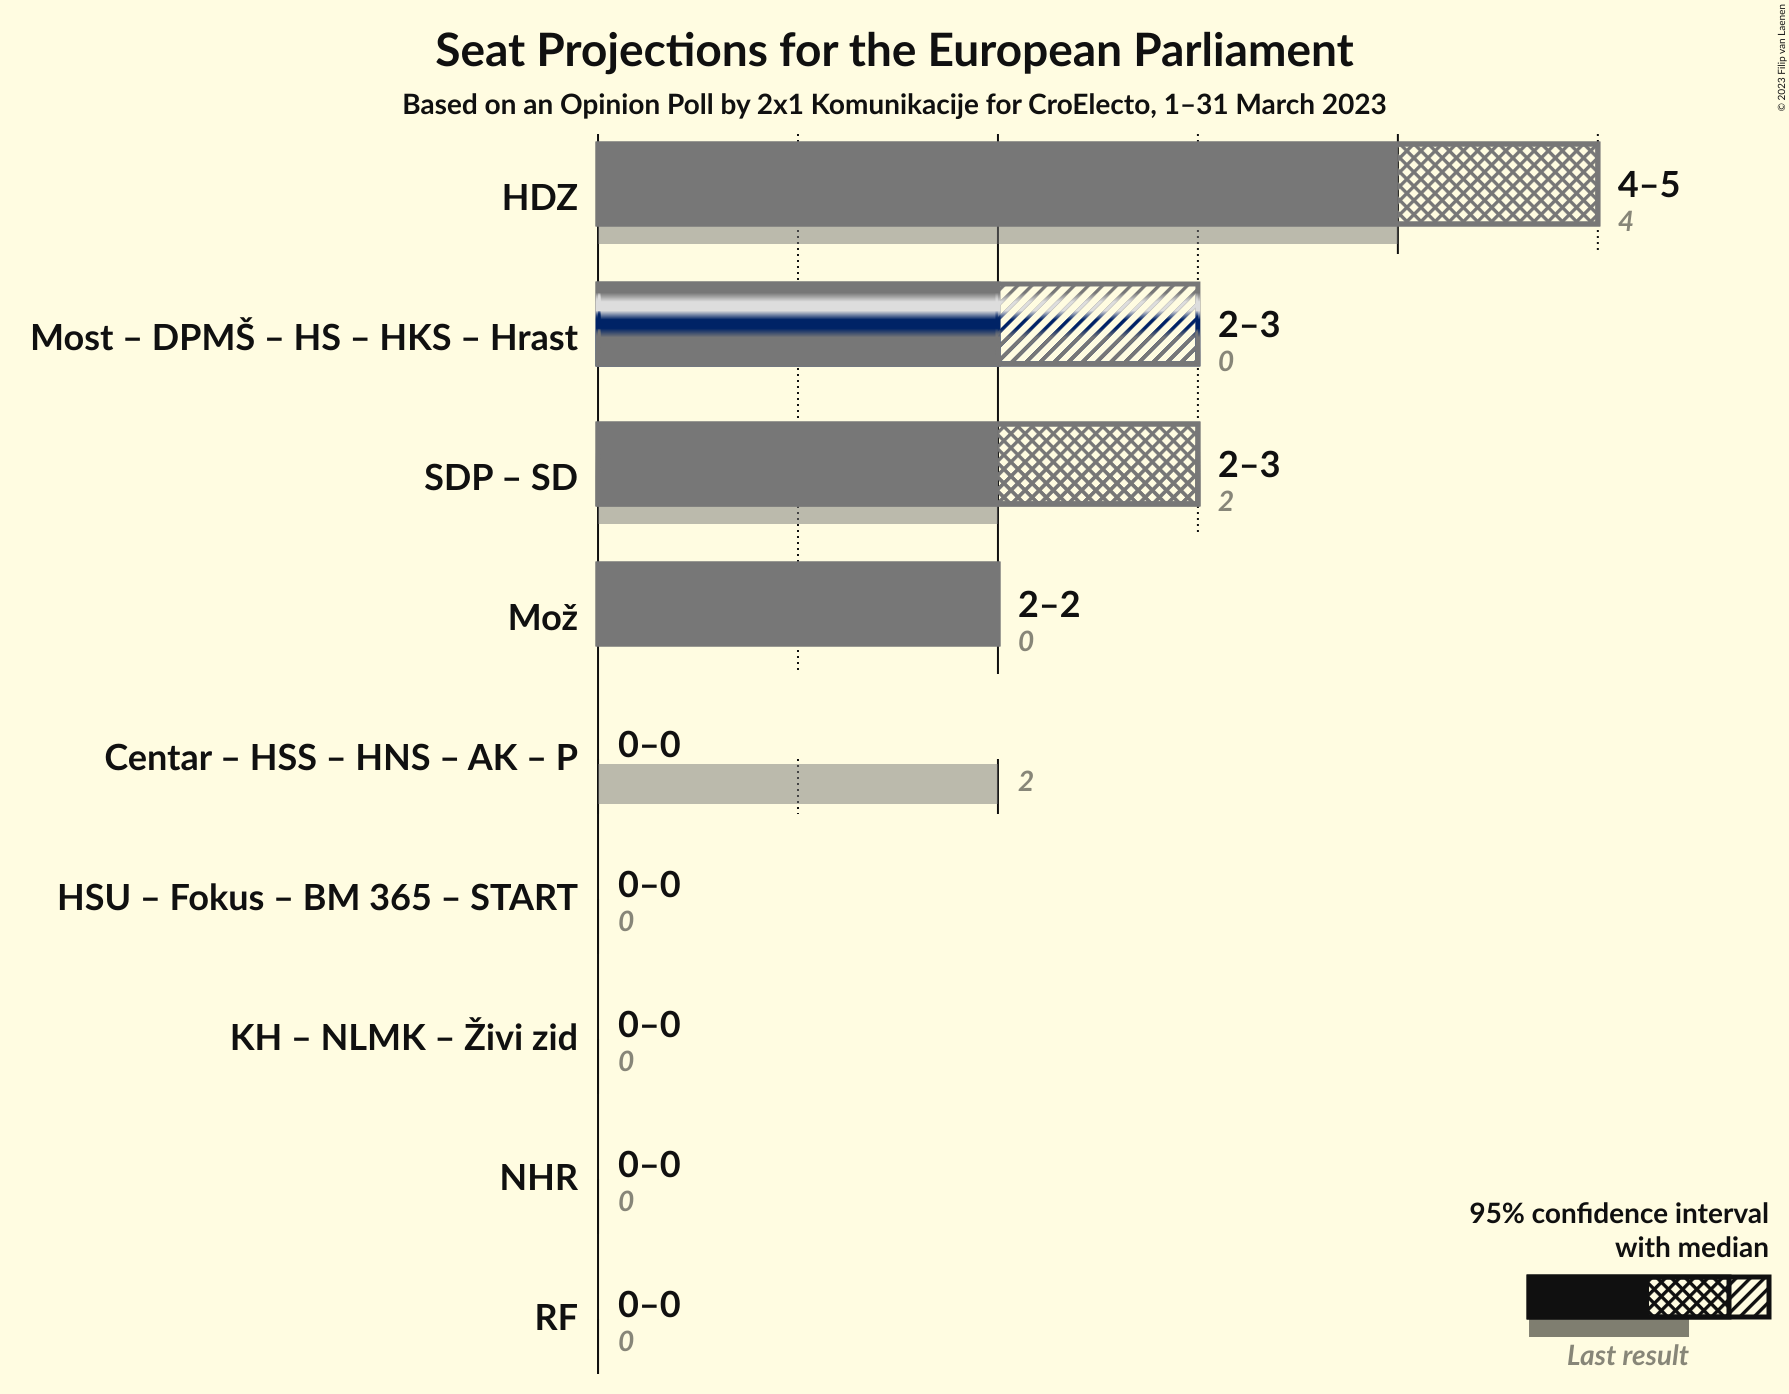 Seat Projections for the European Parliament
Based on an Opinion Poll by 2x1 Komunikacije for CroElecto, 1–31 March 2023
© 2023 Filip van Laenen
HDZ
4–5
4
Most – DPMŠ – HS – HKS – Hrast
2–3
0
SDP – SD
2–3
2
Mož
2–2
0
Centar – HSS – HNS – AK – P
0–0
2
HSU – Fokus – BM 365 – START
0–0
0
KH – NLMK – Živi zid
0–0
0
NHR
0–0
0
RF
0–0
0
95% confidence interval
with median
Last result